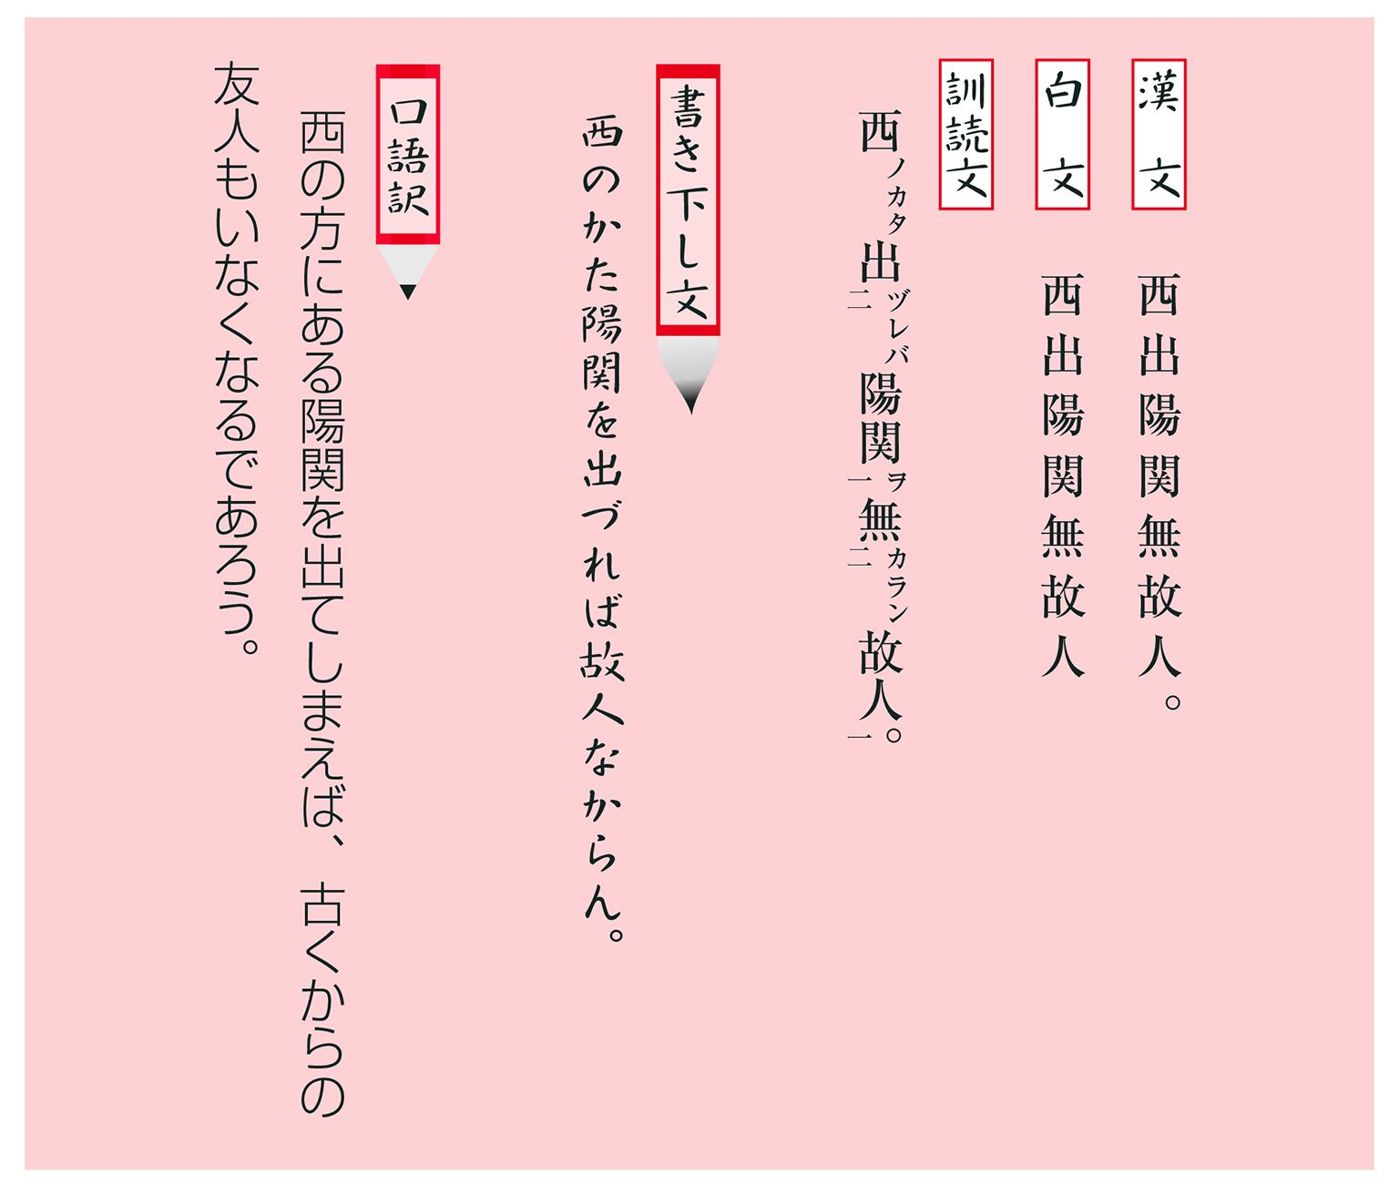 漢文
西出陽関無故人。
白文
西出陽関無故人
訓読文
西ノカタ出ヅレバ二陽関ヲ一無カラン二故人一。
書き下し文
西のかた陽関を出づれば故人なからん。
口語訳
西の方にある陽関を出てしまえば、古くからの
友人もいなくなるであろう。